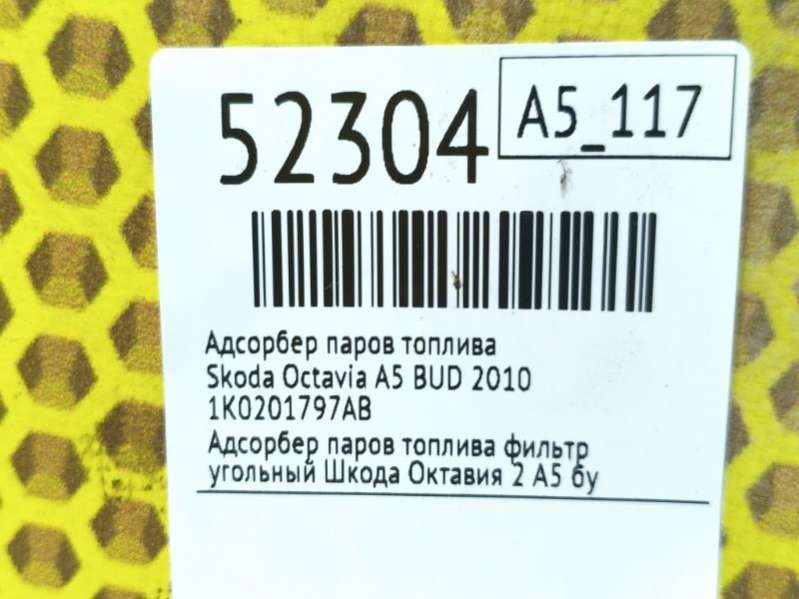 52304
A5_117
Адсорбер паров топлива
Skoda Octavia A5 BUD 2010
1K0201797AB
Адсорбер паров топлива фильтр
угольный Шкода Октавия 2 А5 бу